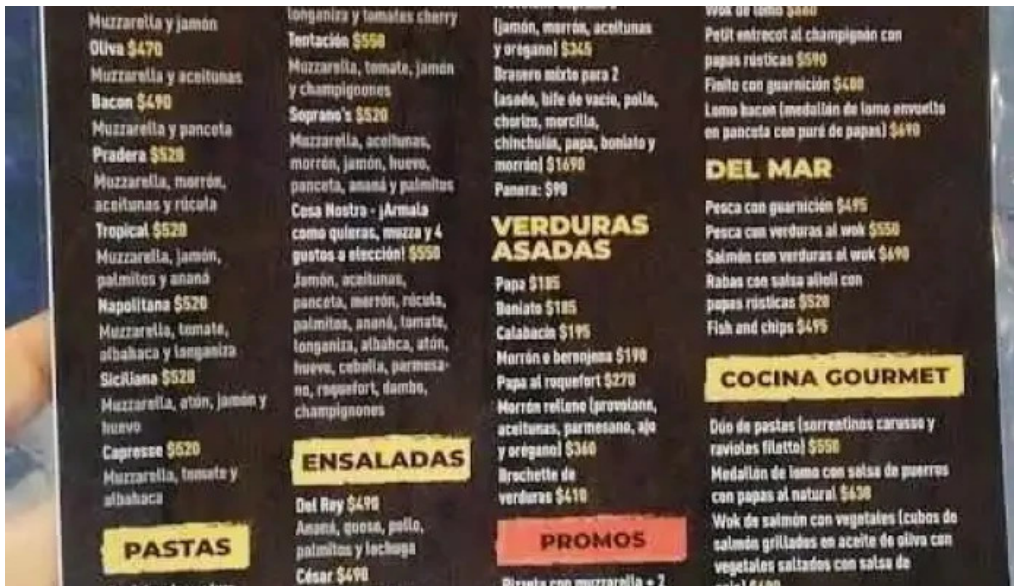 Muzzarella y jamón
Oliva $470
Muzzarella y aceitunas
Bacon $490
Muzzarella y panceta
Pradera $520
Muzzarella, morrón,
aceitunas y rúcula
Tropical $520
Muzzarella, jamón,
palmitos y ananá
Napolitana $520
Muzzarella, tomate,
albahaca y longaniza
Siciliana $520
Muzzarella, atún, jamón y
huevo
Capresse $520
Muzzarella, tomate y
albahaca
PASTAS
longaniza y tomates cherry
Tentación $550
Muzzarella, tomate, jamón
y champignones
Soprano's $520
Muzzarella, aceitunas,
morrón, jamón, huevo,
panceta, ananá y palmitos
Cosa Nostra - ¡Armala
como quieras, muzza y 4
gustos a elección! $550
Jamón, aceitunas,
panceta, morrón, rúcula,
palmitos, ananá, tomate,
longaniza, albahca, atún,
huevo, cebolla, parmesa-
no, roquefort, dambo,
champignones
ENSALADAS
Del Rey $490
Ananá, queso, pollo,
palmitos y lechuga
César $490
(jamón, morrón, aceitunas
y orégano) $345
Brasero mixto para 2
(asado, bife de vacío, pollo,
chorizo, morcilla,
chinchulín, papa, boniato y
morrón) $1690
Panera: $90
VERDURAS
ASADAS
Papa $185
Boniato $185
Calabacín $195
Morrón o berenjena $190
Papa al roquefort $270
Morrón relleno (provolone,
aceitunas, parmesano, ajo
y orégano) $360
Brochette de
verduras $410
PROMOS
Pizzeta con muzzarella + 2
Wok de lomo
Petit entrecot al champignón con
papas rústicas $590
Finito con guarnición $480
Lomo bacon (medallón de lomo envuelto
en panceta con puré de papas) $690
DEL MAR
Pesca con guarnición $495
Pesca con verduras al wok $550
Salmón con verduras al wok $690
Rabas con salsa alioli con
papas rústicas $520
Fish and chips $495
COCINA GOURMET
Dúo de pastas (sorrentinos carusso y
ravioles filetto) $550
Medallón de lomo con salsa de puerros
con papas al natural $630
Wok de salmón con vegetales (cubos de
salmón grillados en aceite de oliva con
vegetales saltados con salsa de